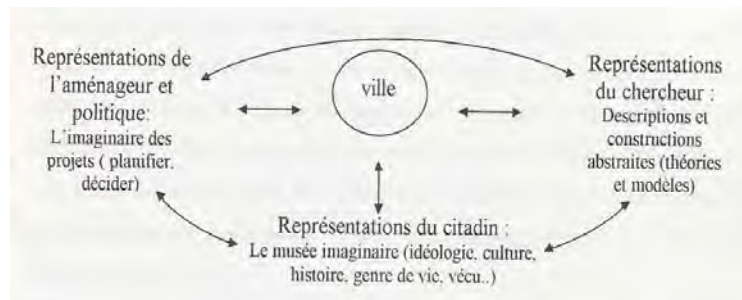 Représentations de
l'aménageur et
politique:
L'imaginaire des
projets ( planifier,
décider)
ville
Représentations
du chercheur :
Descriptions et
constructions
abstraites (théories
et modèles)
Représentations du citadin :
Le musée imaginaire (idéologie, culture,
histoire, genre de vie, vécu..)